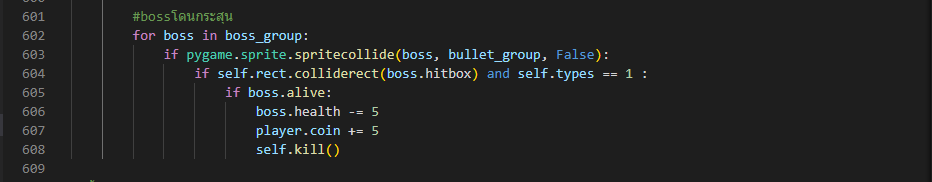 601 #bossโดนกระสุน
602 for boss in boss_group:
603 if pygame.sprite.spritecollide(boss, bullet_group, False):
604 if self.rect.colliderect(boss.hitbox) and self.types == 1 :
605 if boss.alive:
606 boss.health -= 5
607 player.coin += 5
608 self.kill()
609